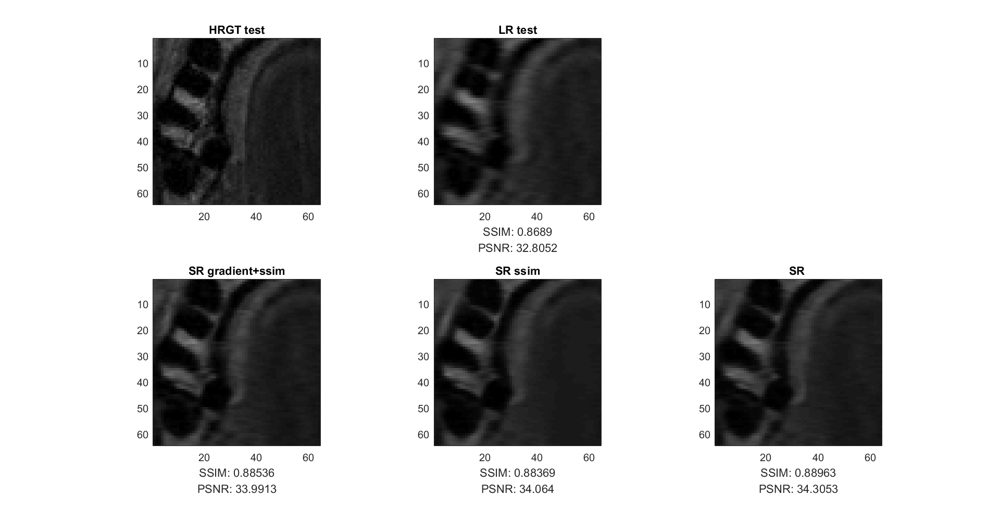 HRGT test
LR test
10
20
30
40
50
60
20 40 60
10
20
30
40
50
60
20 40 60
SSIM: 0.8689
PSNR: 32.8052
SR gradient+ssim
SR ssim
SR
10
20
30
40
50
60
20 40 60
SSIM: 0.88536
PSNR: 33.9913
10
20
30
40
50
60
20 40 60
SSIM: 0.88369
PSNR: 34.064
10
20
30
40
50
60
20 40 60
SSIM: 0.88963
PSNR: 34.3053